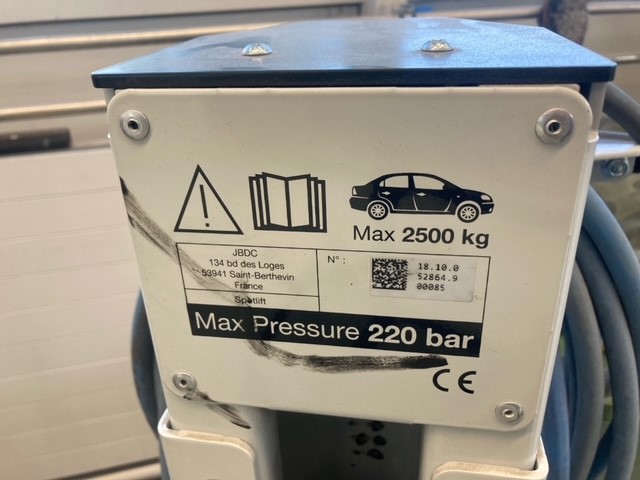 Max 2500 kg
JBDC
134 bd des Loges
53941 Saint-Berthevin
France
Spotlift
N° :
18.10.0
52864.9
00085
Max Pressure 220 bar
CE